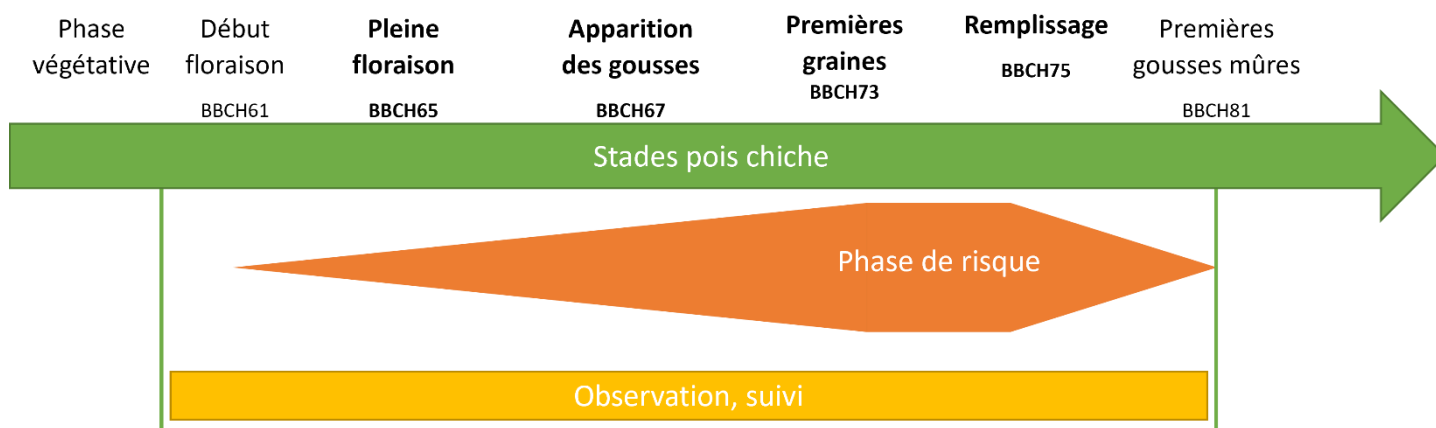 Phase
végétative
Début
floraison
BBCH61
Pleine
floraison
BBCH65
Apparition
des gousses
BBCH67
Premières
graines
BBCH73
Remplissage
BBCH75
Premières
gousses mûres
BBCH81
Stades pois chiche
Phase de risque
Observation, suivi